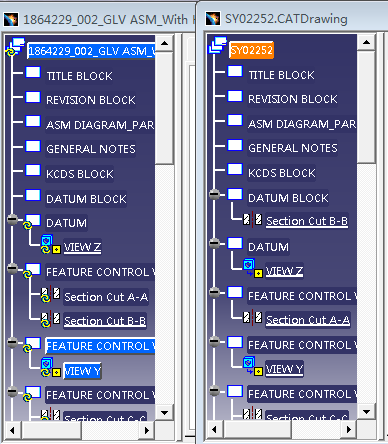 1864229_002_GLV ASM_With
1864229_002_GLV ASM_W
TITLE BLOCK
REVISION BLOCK
ASM DIAGRAM_PAR
GENERAL NOTES
KCDS BLOCK
DATUM BLOCK
DATUM
VIEW Z
FEATURE CONTROL
Section Cut A-A
Section Cut B-B
FEATURE CONTROL
VIEW Y
FEATURE CONTROL
Section Cut C-C
SY02252.CATDrawing
SY02252
TITLE BLOCK
REVISION BLOCK
ASM DIAGRAM_PAR
GENERAL NOTES
KCDS BLOCK
DATUM BLOCK
Section Cut B-B
DATUM
VIEW Z
FEATURE CONTROL
Section Cut A-A
FEATURE CONTROL
VIEW Y
FEATURE CONTROL
Section Cut C-C